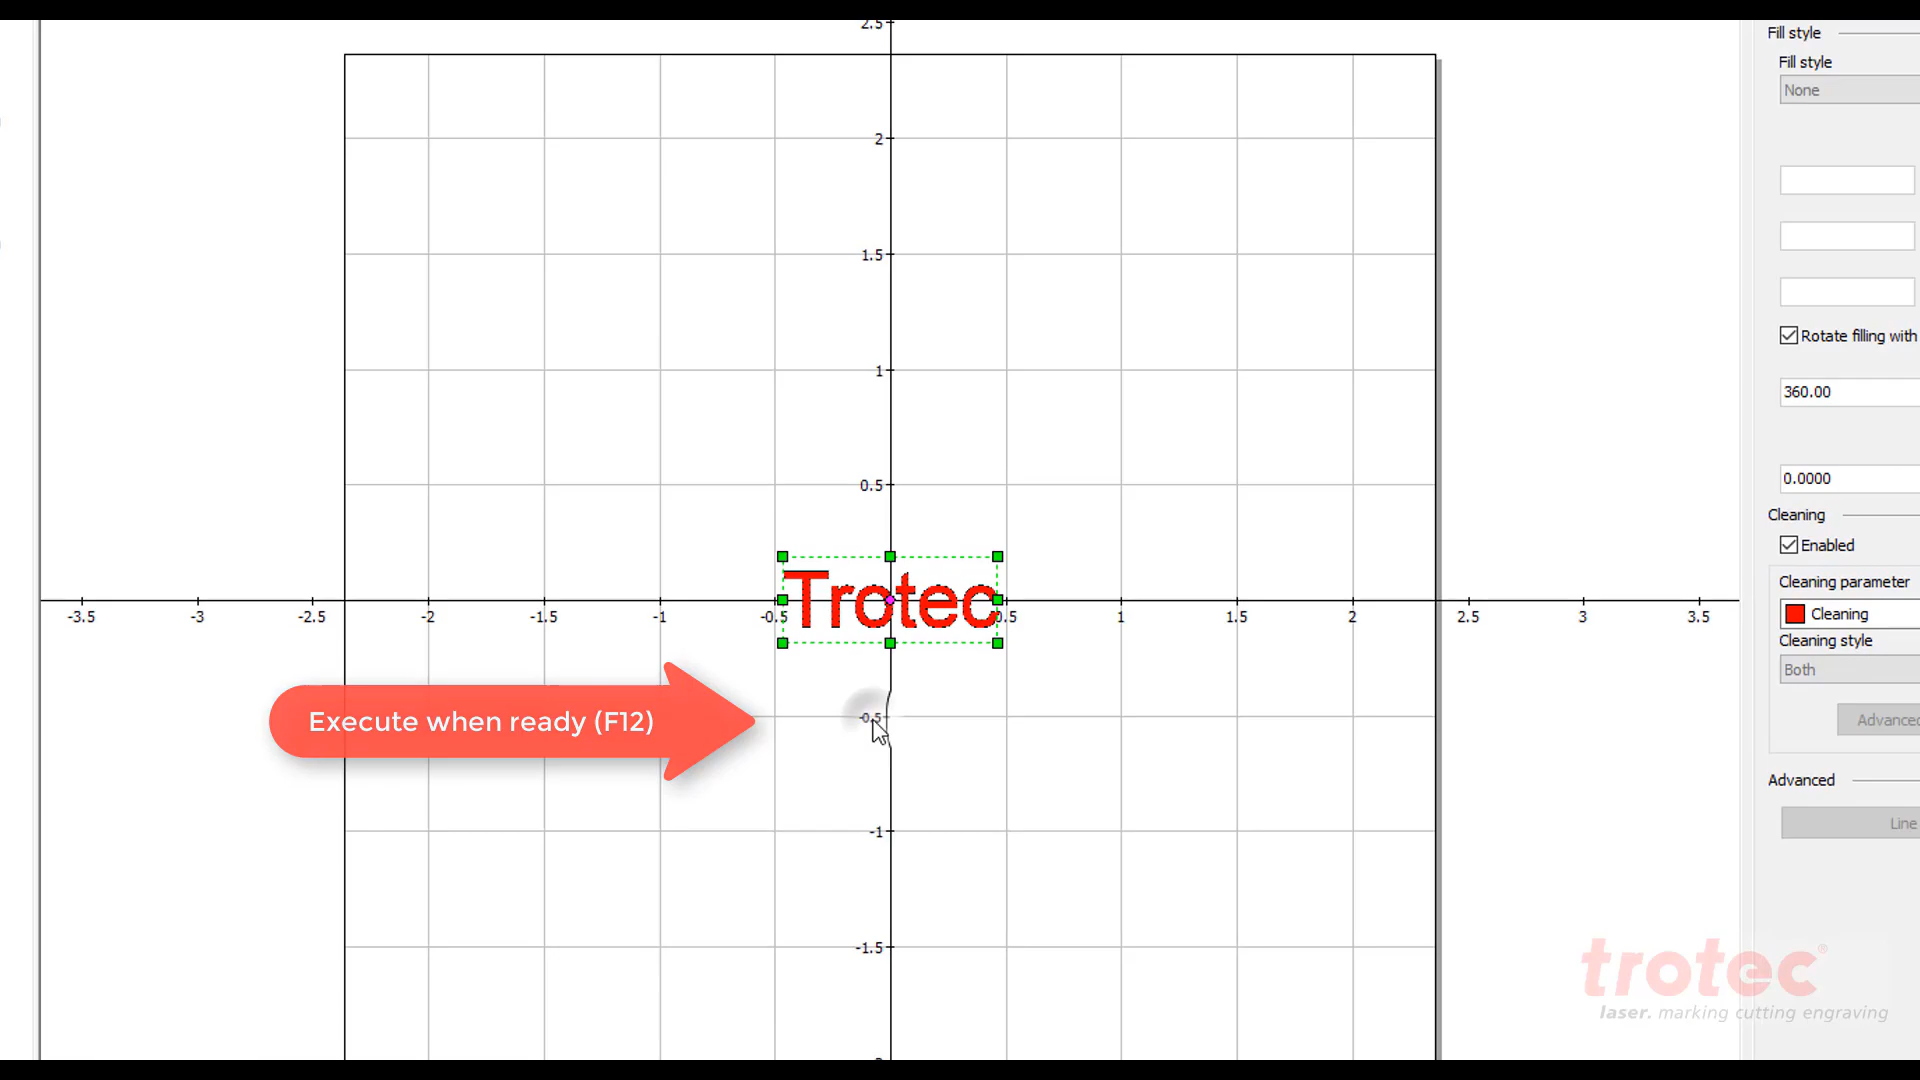 2.5
2
1.5
1
0.5
-3.5
-3
-2.5
-2
-1.5
-1
-0.5
0.5
1
1.5
2
2.5
3
3.5
Trotec
-0.5
-1
-1.5
Execute when ready (F12)
Fill style
Fill style
None
Rotate filling with
360.00
0.0000
Cleaning
Enabled
Cleaning parameter
Cleaning
Cleaning style
Both
Advanced
Advanced
Line
trotec®
laser. marking cutting engraving